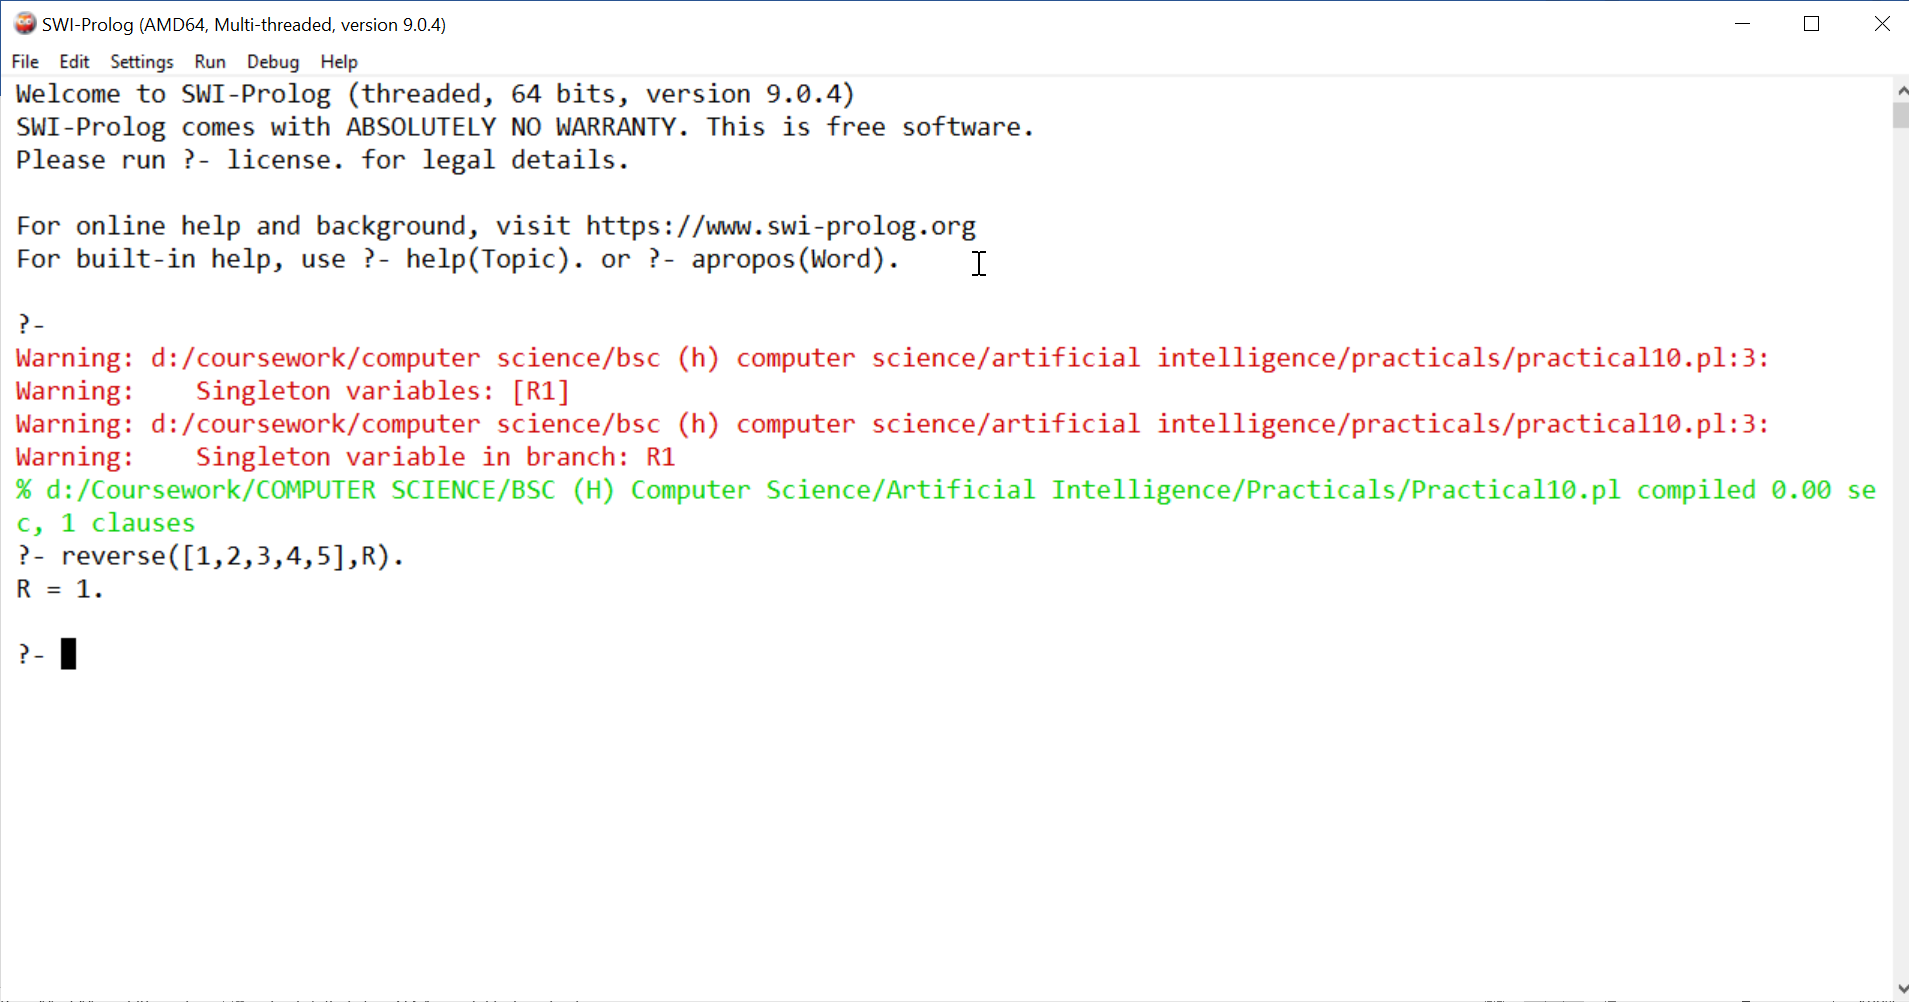 SWI-Prolog (AMD64, Multi-threaded, version 9.0.4)
File Edit Settings Run Debug Help
Welcome to SWI-Prolog (threaded, 64 bits, version 9.0.4)
SWI-Prolog comes with ABSOLUTELY NO WARRANTY. This is free software.
Please run ?- license. for legal details.
For online help and background, visit https://www.swi-prolog.org
For built-in help, use ?- help(Topic). or ?- apropos(Word).
?-
Warning: d:/coursework/computer science/bsc (h) computer science/artificial intelligence/practicals/practical10.pl:3:
Warning:    Singleton variables: [R1]
Warning: d:/coursework/computer science/bsc (h) computer science/artificial intelligence/practicals/practical10.pl:3:
Warning:    Singleton variable in branch: R1
% d:/Coursework/COMPUTER SCIENCE/BSC (H) Computer Science/Artificial Intelligence/Practicals/Practical10.pl compiled 0.00 se
c, 1 clauses
?- reverse([1,2,3,4,5],R).
R = 1.
?-